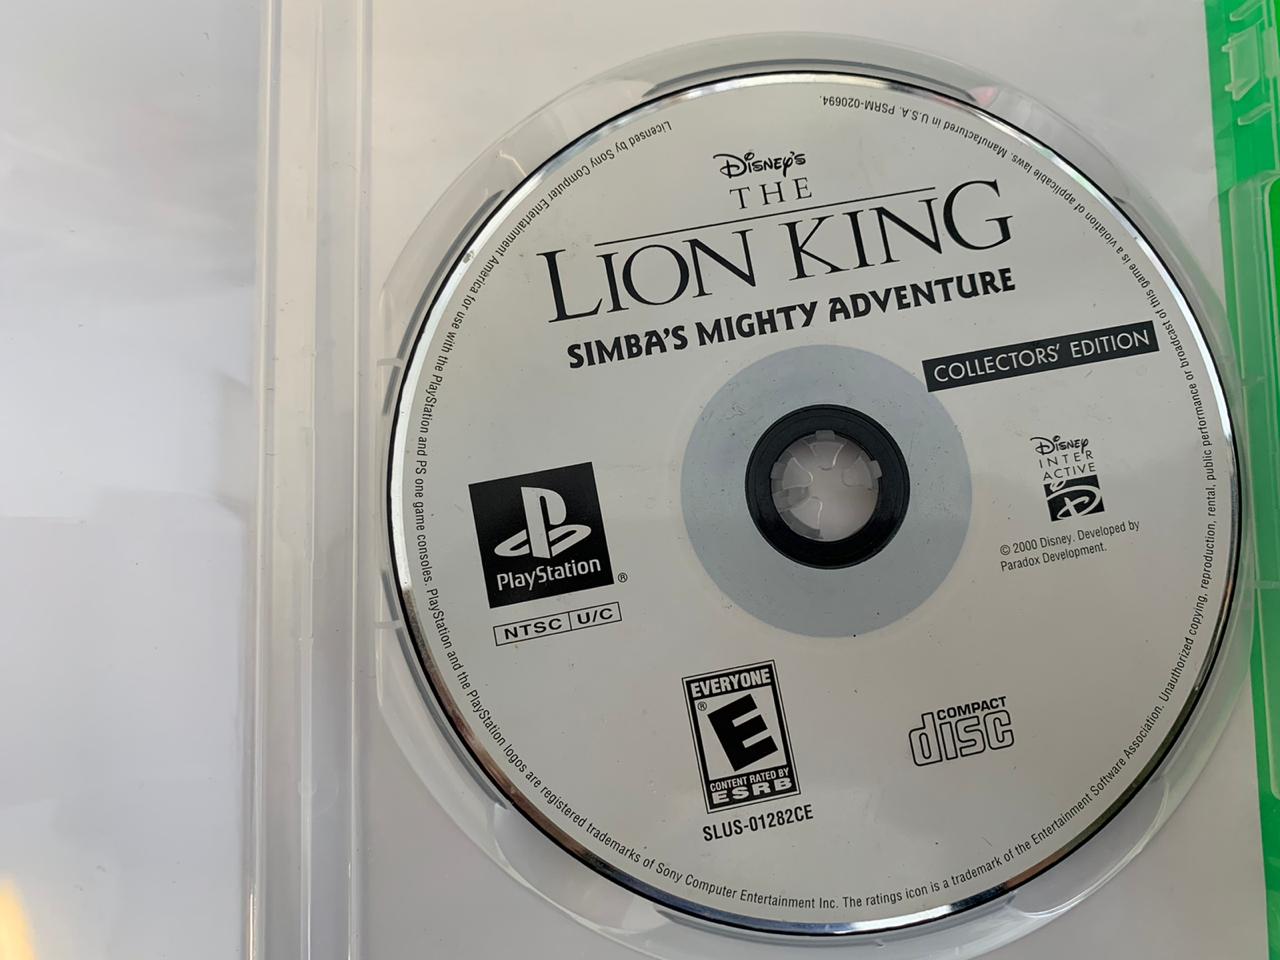 Disney's
THE
LION KING
SIMBA'S MIGHTY ADVENTURE
COLLECTORS' EDITION
PlayStation ®
NTSC U/C
DISNEY
INTER
ACTIVE
D
© 2000 Disney. Developed by
Paradox Development.
EVERYONE
®
E
CONTENT RATED BY
ESRB
SLUS-01282CE
COMPACT
disc
Licensed by Sony Computer Entertainment America for use with the PlayStation and PS one game consoles. PlayStation and the PlayStation logos are registered trademarks of Sony Computer Entertainment Inc. The ratings icon is a trademark of the Entertainment Software Association. Unauthorized copying, reproduction, rental, public performance or broadcast of this game is a violation of applicable laws. Manufactured in U.S.A. PSRM-020694.